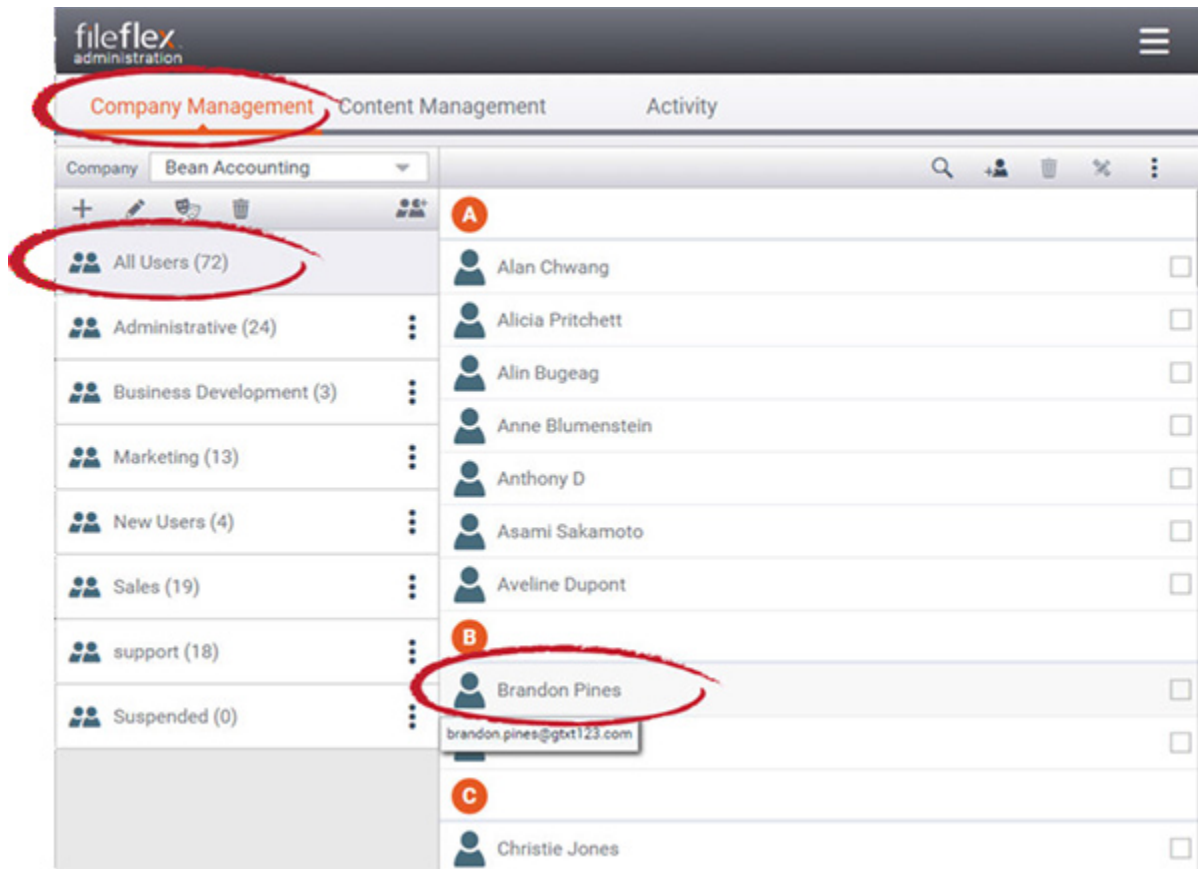 fileflex
administration
Company Management Content Management Activity
Company Bean Accounting
All Users (72)
Administrative (24)
Business Development (3)
Marketing (13)
New Users (4)
Sales (19)
support (18)
Suspended (0)
A
Alan Chwang
Alicia Pritchett
Alin Bugeag
Anne Blumenstein
Anthony D
Asami Sakamoto
Aveline Dupont
B
Brandon Pines
brandon.pines@gtxt123.com
C
Christie Jones